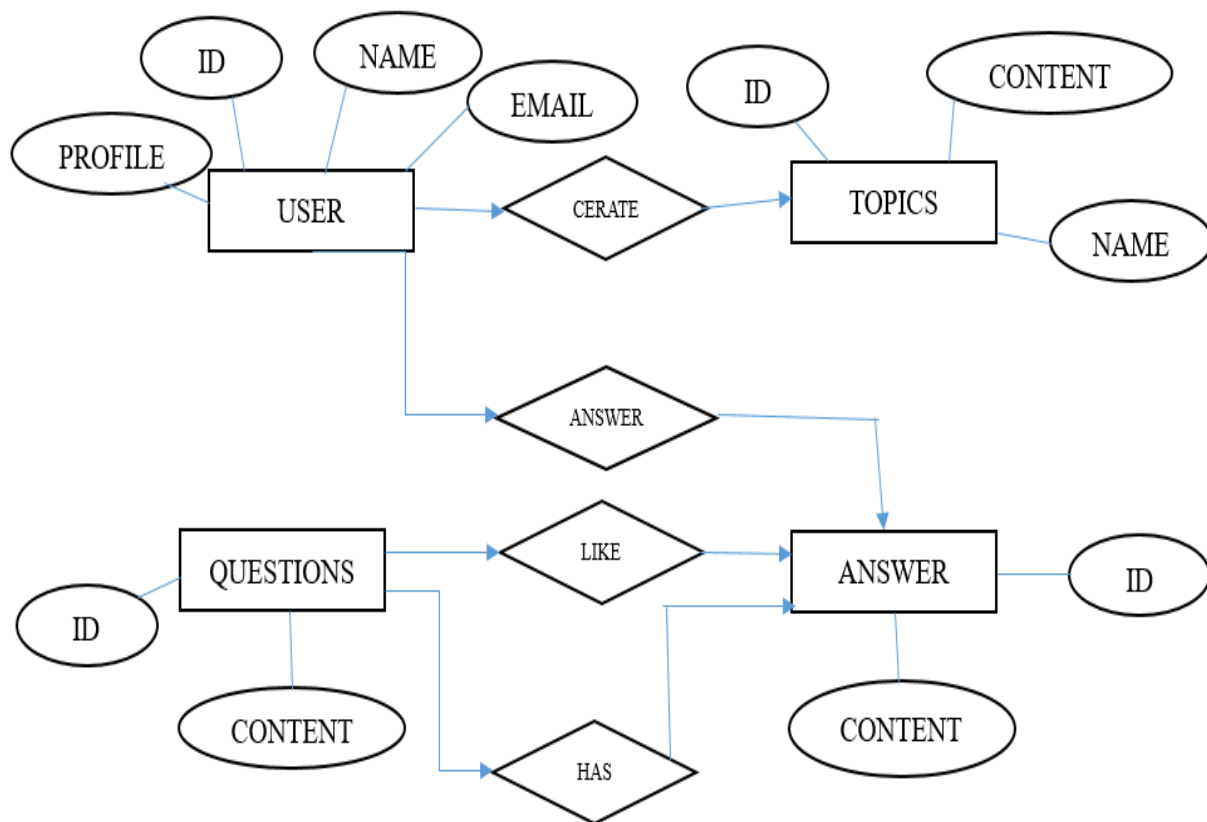 ID
NAME
EMAIL
PROFILE
USER
CERATE
ID
CONTENT
TOPICS
NAME
ANSWER
QUESTIONS
LIKE
ANSWER
ID
ID
CONTENT
HAS
CONTENT